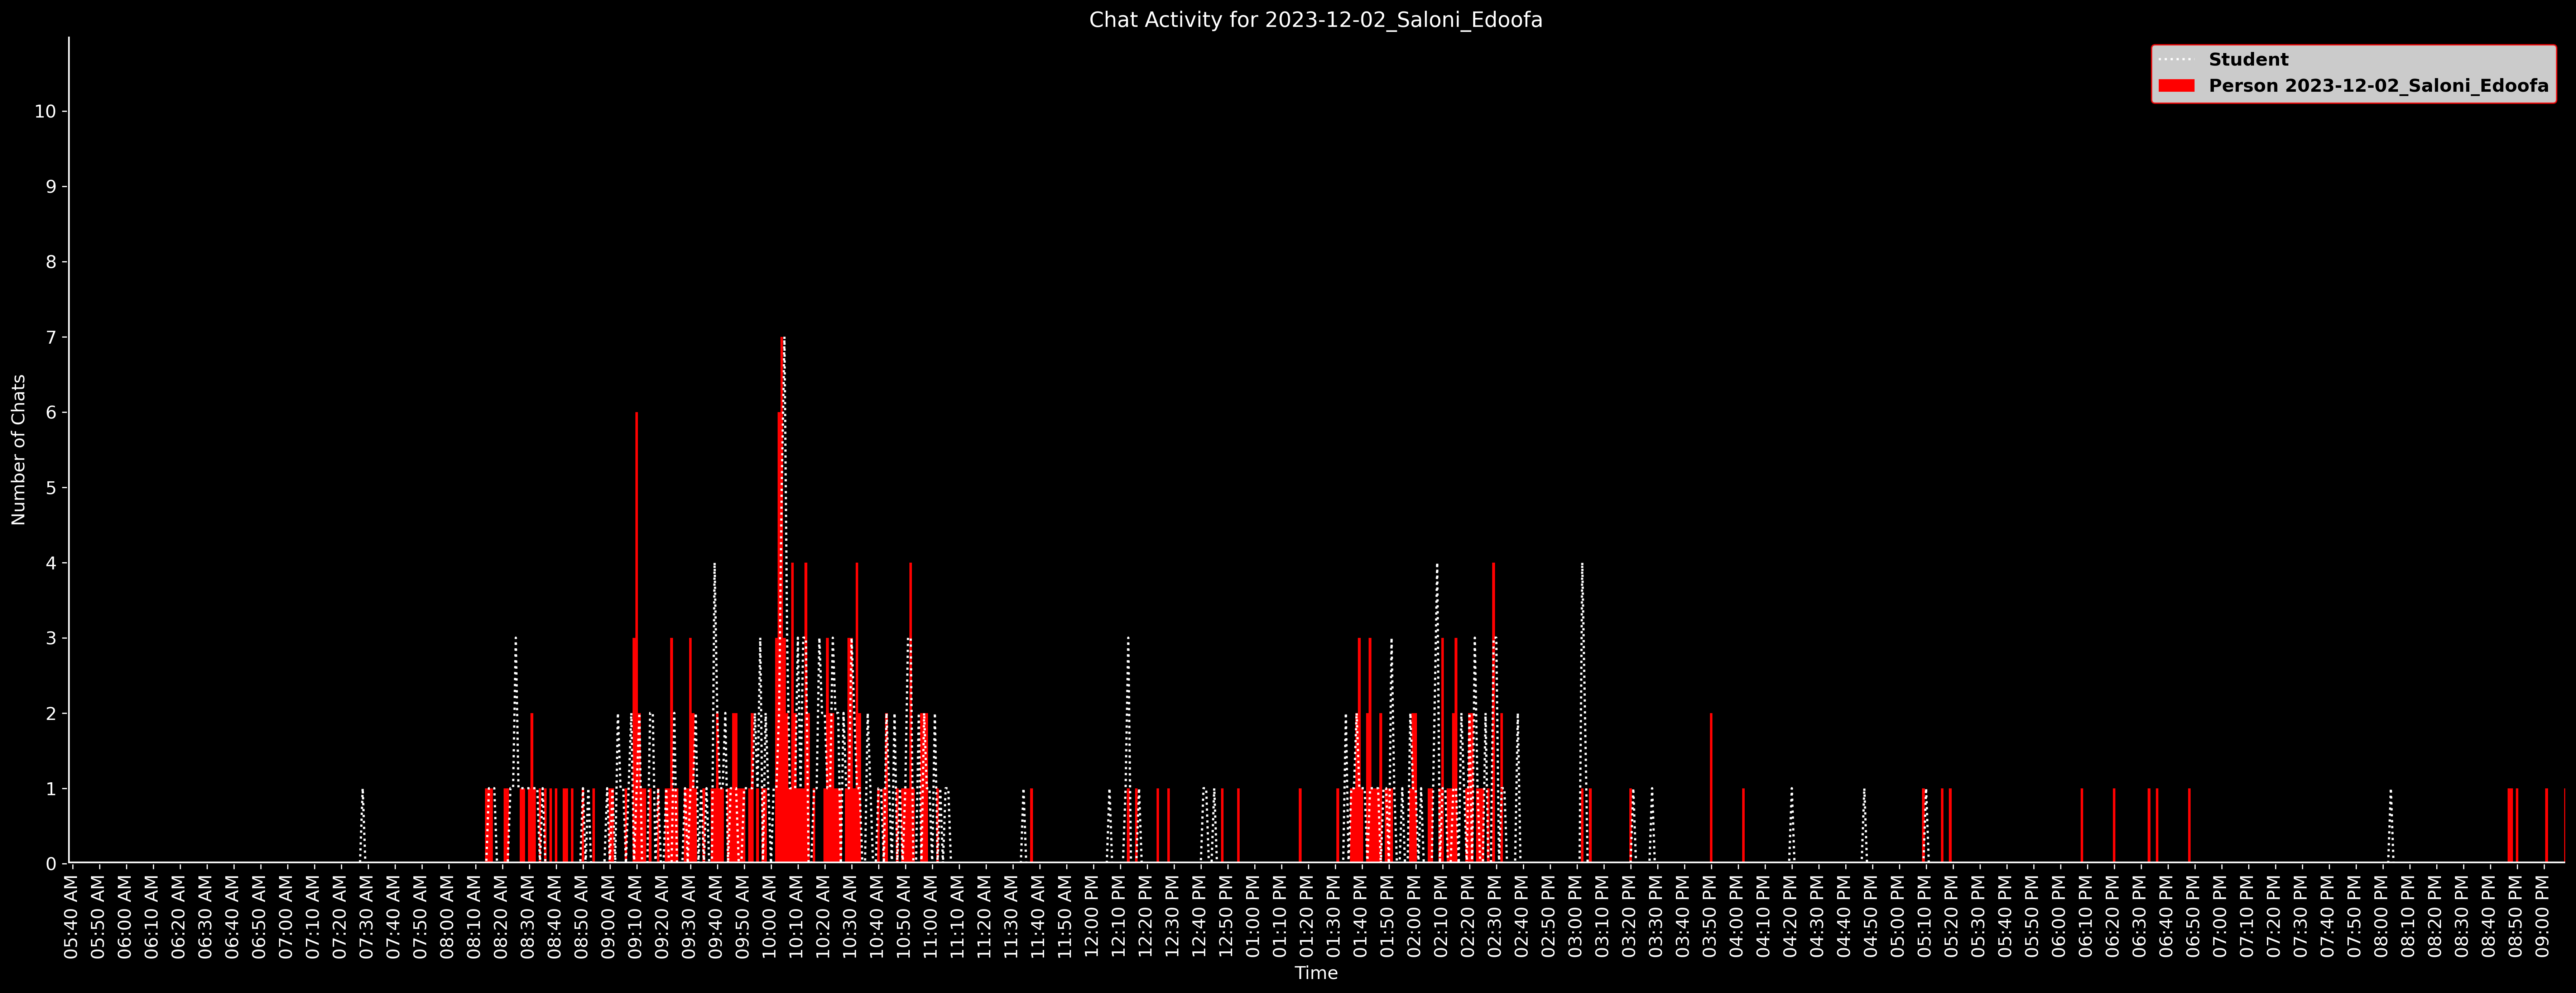 Chat Activity for 2023-12-02_Saloni_Edoofa
Student
Person 2023-12-02_Saloni_Edoofa
Number of Chats
10
9
8
7
6
5
4
3
2
1
0
05:40 AM
05:50 AM
06:00 AM
06:10 AM
06:20 AM
06:30 AM
06:40 AM
06:50 AM
07:00 AM
07:10 AM
07:20 AM
07:30 AM
07:40 AM
07:50 AM
08:00 AM
08:10 AM
08:20 AM
08:30 AM
08:40 AM
08:50 AM
09:00 AM
09:10 AM
09:20 AM
09:30 AM
09:40 AM
09:50 AM
10:00 AM
10:10 AM
10:20 AM
10:30 AM
10:40 AM
10:50 AM
11:00 AM
11:10 AM
11:20 AM
11:30 AM
11:40 AM
11:50 AM
12:00 PM
12:10 PM
12:20 PM
12:30 PM
12:40 PM
12:50 PM
01:00 PM
01:10 PM
01:20 PM
01:30 PM
01:40 PM
01:50 PM
02:00 PM
02:10 PM
02:20 PM
02:30 PM
02:40 PM
02:50 PM
03:00 PM
03:10 PM
03:20 PM
03:30 PM
03:40 PM
03:50 PM
04:00 PM
04:10 PM
04:20 PM
04:30 PM
04:40 PM
04:50 PM
05:00 PM
05:10 PM
05:20 PM
05:30 PM
05:40 PM
05:50 PM
06:00 PM
06:10 PM
06:20 PM
06:30 PM
06:40 PM
06:50 PM
07:00 PM
07:10 PM
07:20 PM
07:30 PM
07:40 PM
07:50 PM
08:00 PM
08:10 PM
08:20 PM
08:30 PM
08:40 PM
08:50 PM
09:00 PM
Time